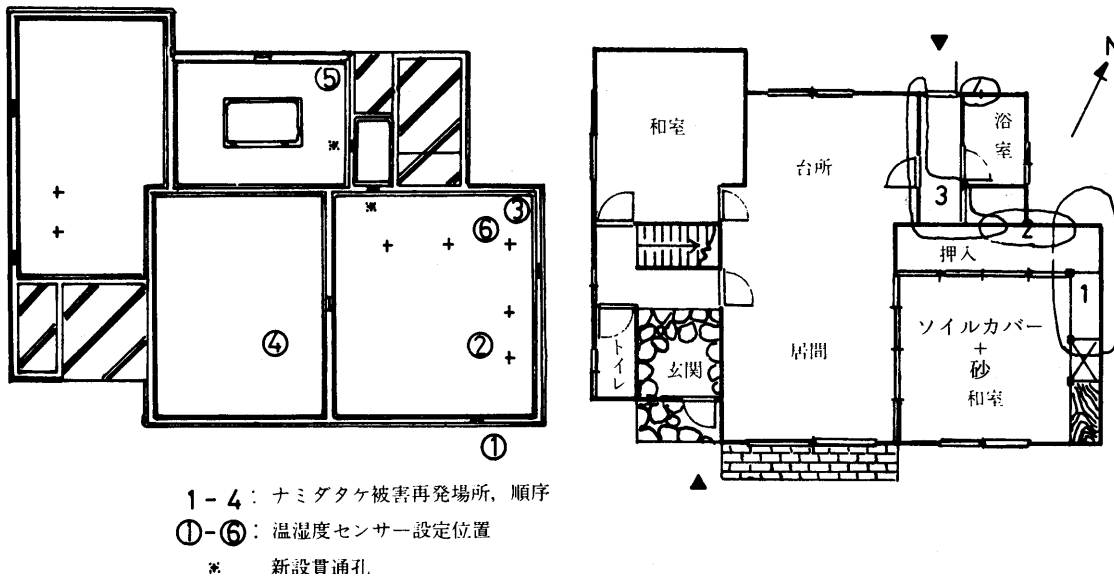 ⑤
③
⑥
④
②
①
N
和室
台所
浴室
4
3
2
押入
1
ソイルカバー
+
砂
和室
居間
玄関
トイレ
1-4: ナミダタケ被害再発場所, 順序
①-⑥: 温湿度センサー設定位置
※ 新設貫通孔